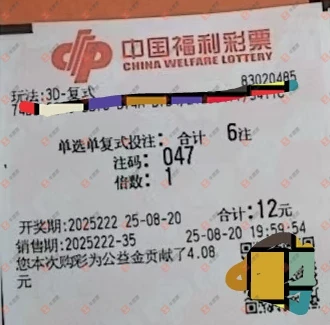 中国福利彩票
CHINA WELFARE LOTTERY
玩法:3D-复式 83020485
单选单复式投注: 合计 6注
注码: 047
倍数: 1
开奖期:2025222 25-08-20 合计:12元
销售期:2025222-35 25-08-20 19:59:54
您本次购彩为公益金贡献了4.08
元